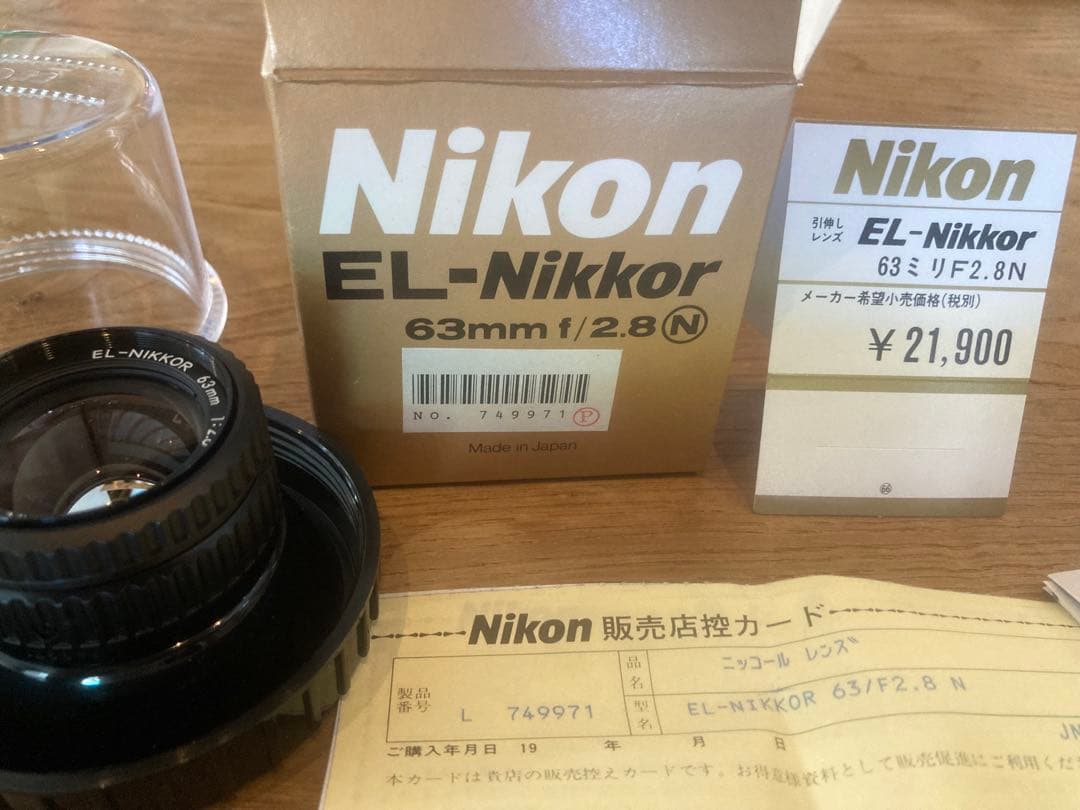 Nikon
EL-Nikkor
63mm f/2.8 N
NO. 749971 P
Made in Japan
Nikon
引伸し
レンズ
EL-Nikkor
63ミリF2.8N
メーカー希望小売価格(税別)
¥21,900
66
EL-NIKKOR 63mm 1:2.8
Nikon 販売店控カード
製品
番号
L 749971
品
名
ニッコール レンズ
型
名
EL-NIKKOR 63/F2.8 N
JN
ご購入年月日 19 年 月 日
本カードは貴店の販売控えカードです。お得意様資料として販売促進にご利用くだ